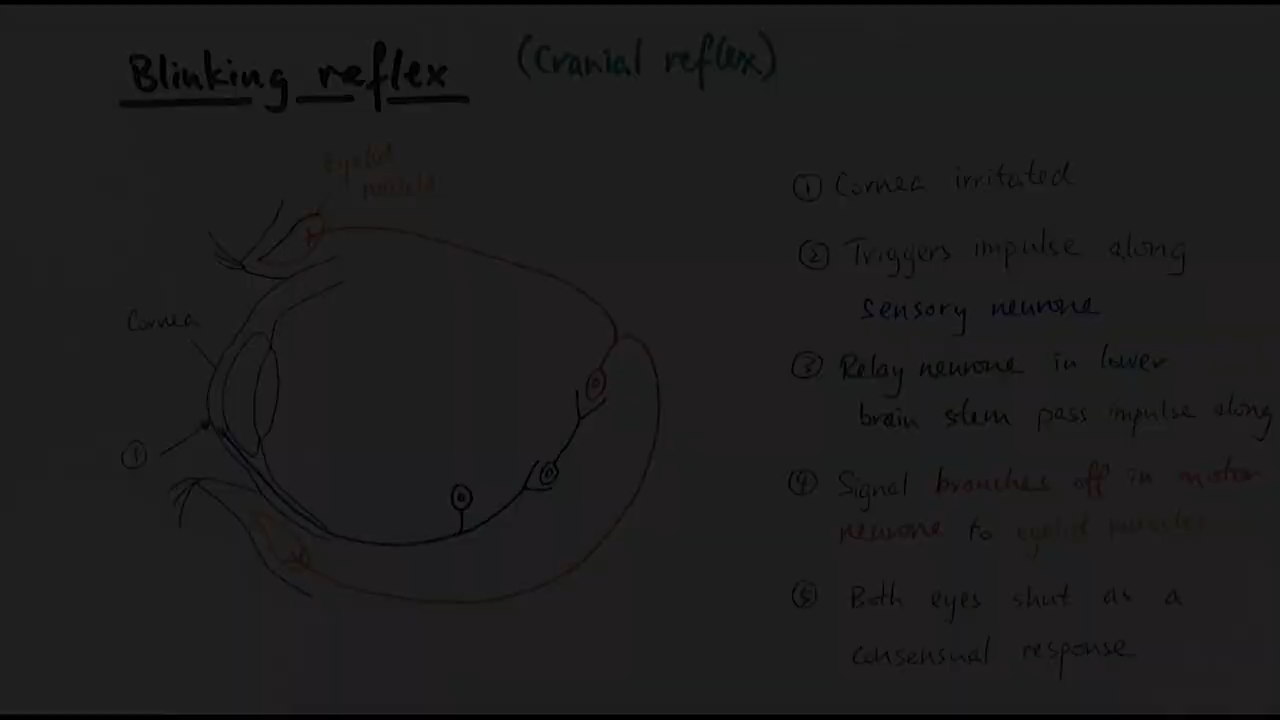 Blinking reflex (Cranial reflex)
eyelid
muscle
Cornea
①
① Cornea irritated
② Triggers impulse along
sensory neurone
③ Relay neurone in lower
brain stem pass impulse along
④ Signal branches off in motor
neurone to eyelid muscles
⑤ Both eyes shut as a
consensual response